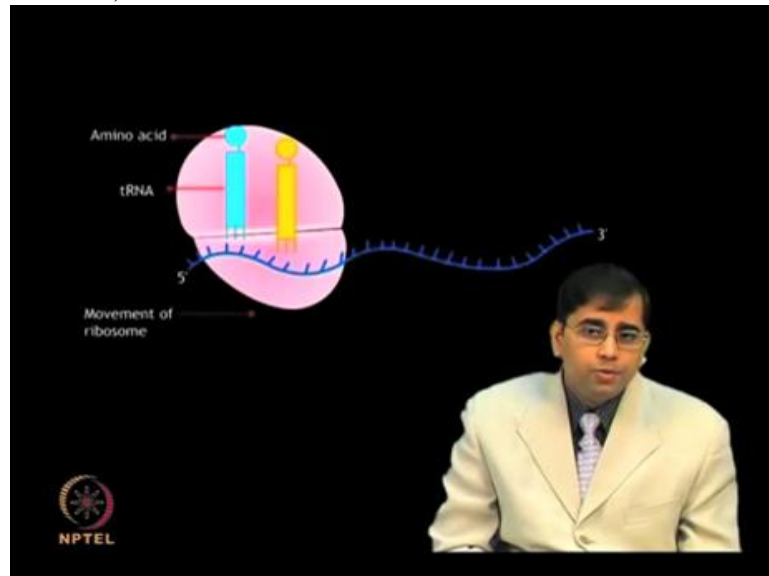 Amino acid
tRNA
3'
5'
Movement of
ribosome
NPTEL